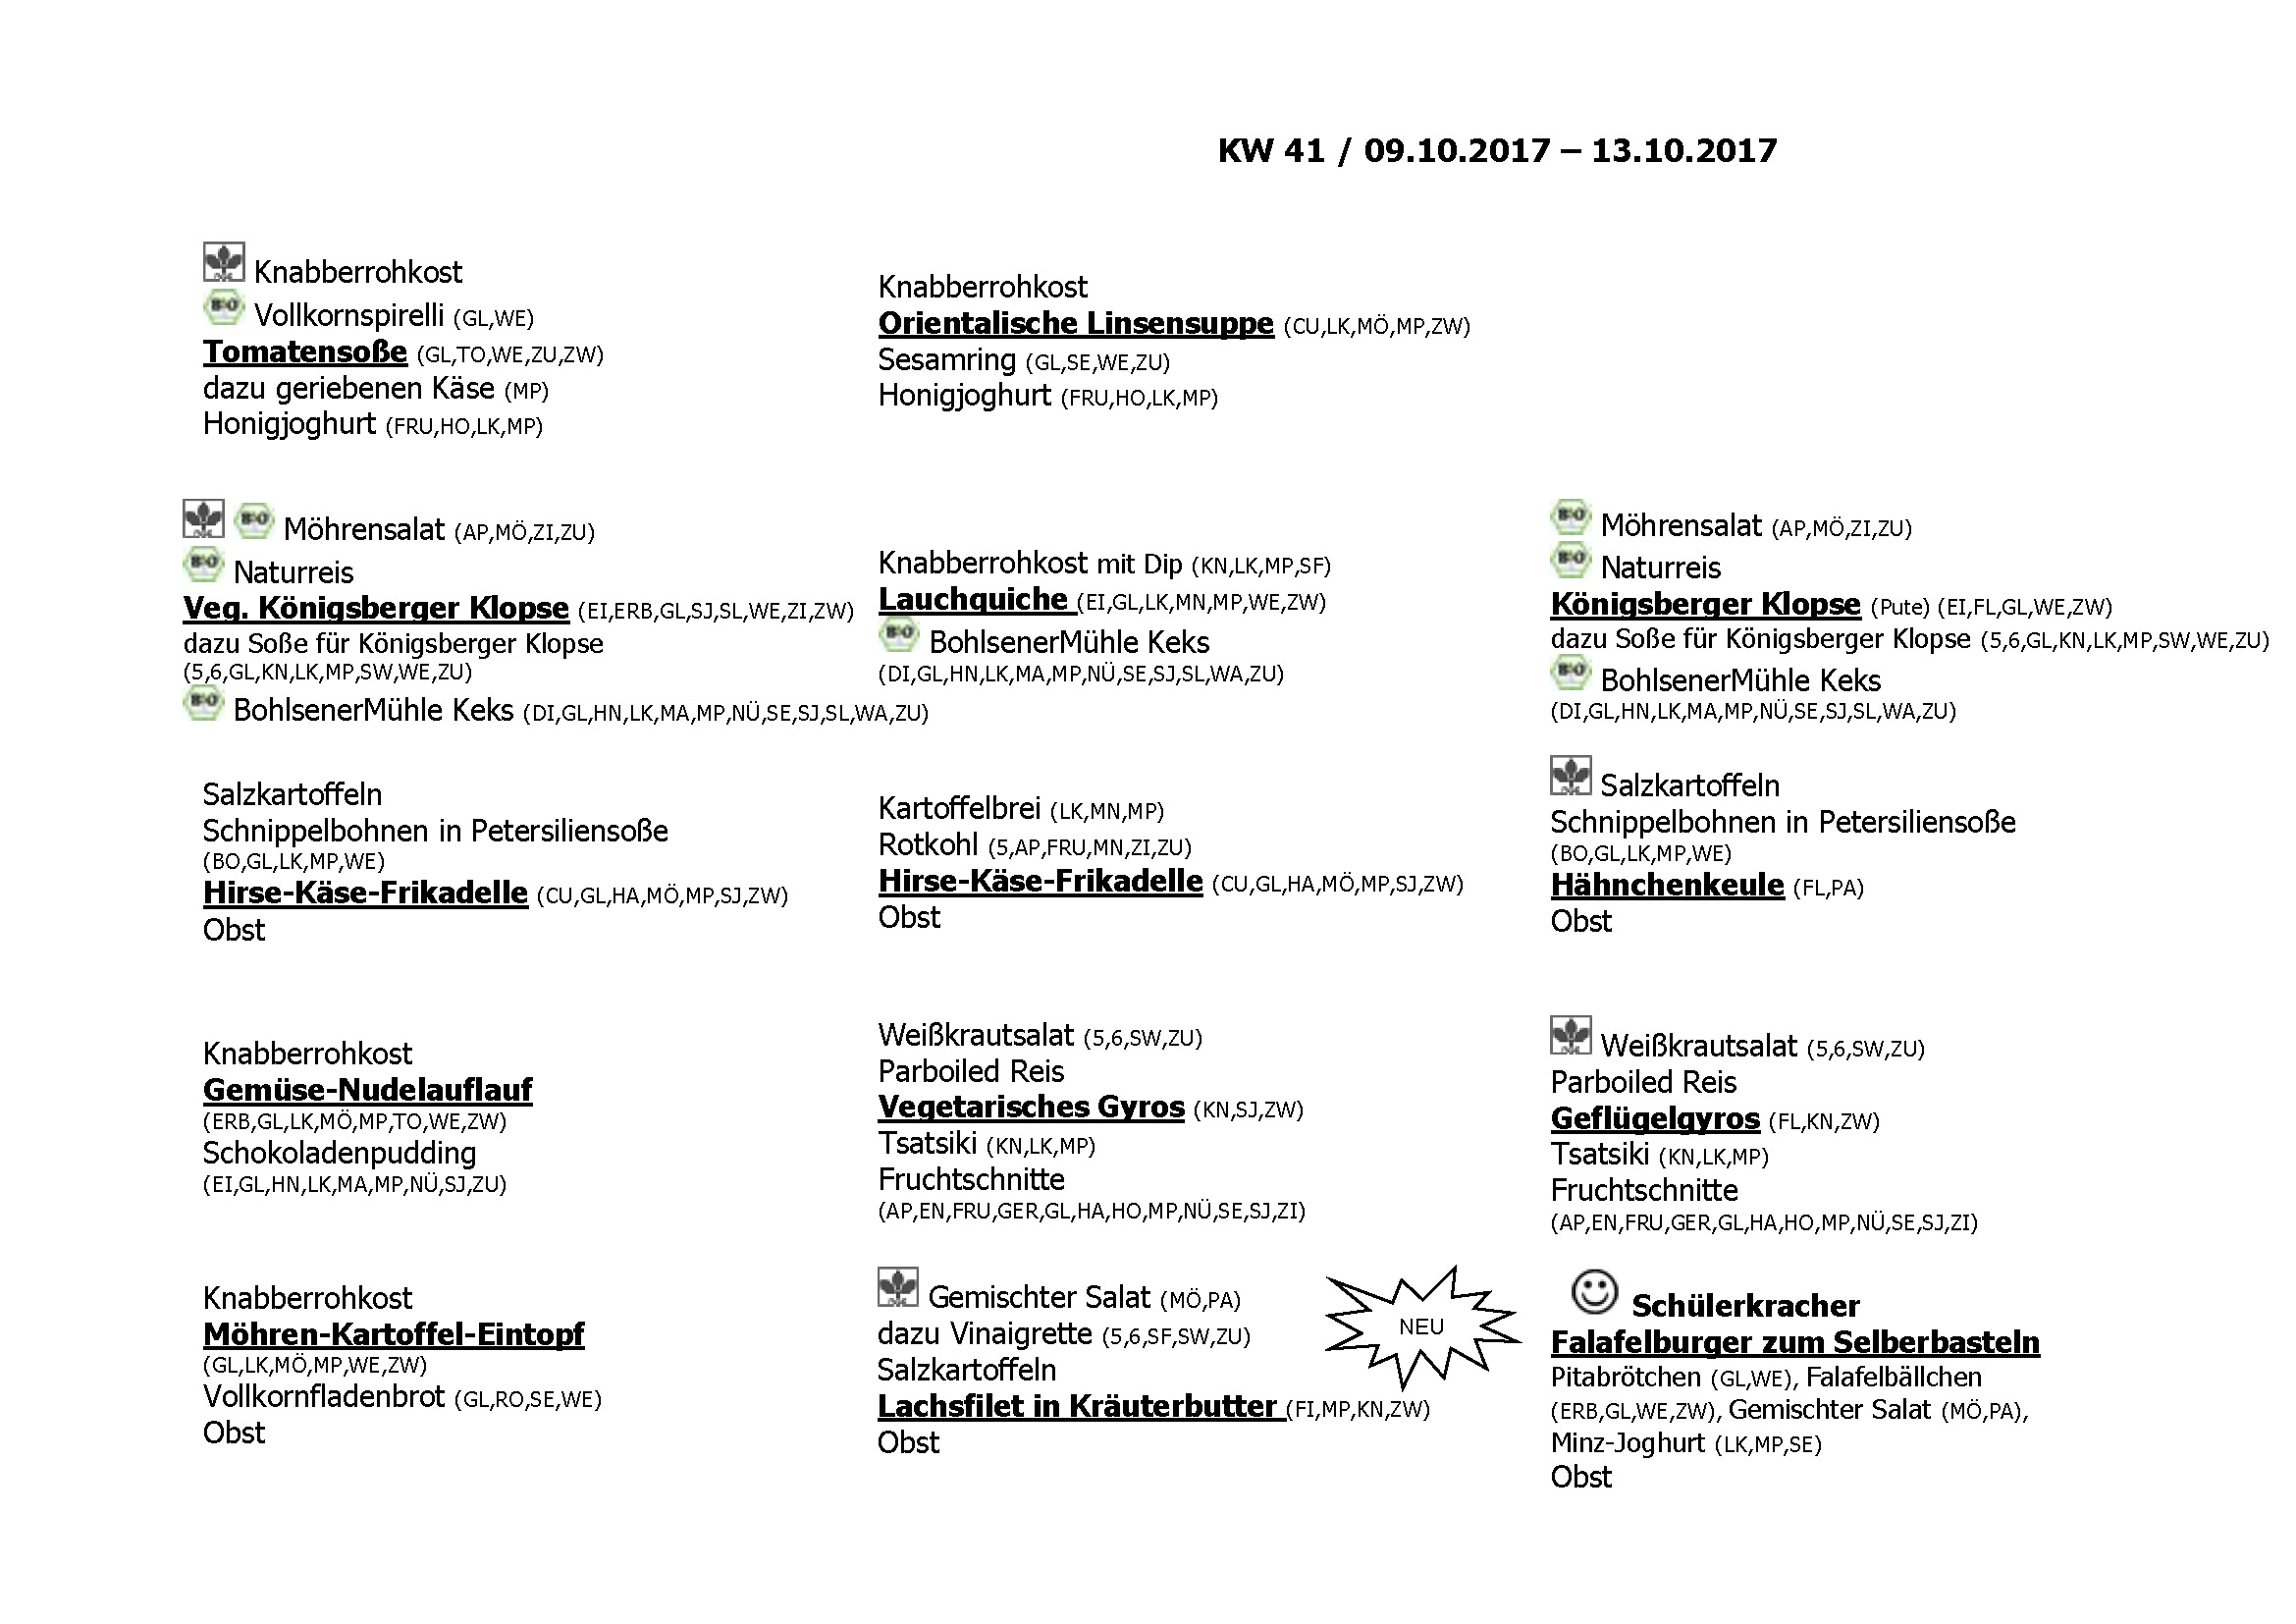 KW 41 / 09.10.2017 – 13.10.2017
Knabberrohkost
BIO Vollkornspirelli (GL,WE)
Tomatensoße (GL,TO,WE,ZU,ZW)
dazu geriebenen Käse (MP)
Honigjoghurt (FRU,HO,LK,MP)
Knabberrohkost
Orientalische Linsensuppe (CU,LK,MÖ,MP,ZW)
Sesamring (GL,SE,WE,ZU)
Honigjoghurt (FRU,HO,LK,MP)
BIO Möhrensalat (AP,MÖ,ZI,ZU)
BIO Naturreis
Veg. Königsberger Klopse (EI,ERB,GL,SJ,SL,WE,ZI,ZW)
dazu Soße für Königsberger Klopse
(5,6,GL,KN,LK,MP,SW,WE,ZU)
BIO BohlsenerMühle Keks (DI,GL,HN,LK,MA,MP,NÜ,SE,SJ,SL,WA,ZU)
Knabberrohkost mit Dip (KN,LK,MP,SF)
Lauchquiche (EI,GL,LK,MN,MP,WE,ZW)
BIO BohlsenerMühle Keks
(DI,GL,HN,LK,MA,MP,NÜ,SE,SJ,SL,WA,ZU)
BIO Möhrensalat (AP,MÖ,ZI,ZU)
BIO Naturreis
Königsberger Klopse (Pute) (EI,FL,GL,WE,ZW)
dazu Soße für Königsberger Klopse (5,6,GL,KN,LK,MP,SW,WE,ZU)
BIO BohlsenerMühle Keks
(DI,GL,HN,LK,MA,MP,NÜ,SE,SJ,SL,WA,ZU)
Salzkartoffeln
Schnippelbohnen in Petersiliensoße
(BO,GL,LK,MP,WE)
Hirse-Käse-Frikadelle (CU,GL,HA,MÖ,MP,SJ,ZW)
Obst
Kartoffelbrei (LK,MN,MP)
Rotkohl (5,AP,FRU,MN,ZI,ZU)
Hirse-Käse-Frikadelle (CU,GL,HA,MÖ,MP,SJ,ZW)
Obst
Salzkartoffeln
Schnippelbohnen in Petersiliensoße
(BO,GL,LK,MP,WE)
Hähnchenkeule (FL,PA)
Obst
Knabberrohkost
Gemüse-Nudelauflauf
(ERB,GL,LK,MÖ,MP,TO,WE,ZW)
Schokoladenpudding
(EI,GL,HN,LK,MA,MP,NÜ,SJ,ZU)
Weißkrautsalat (5,6,SW,ZU)
Parboiled Reis
Vegetarisches Gyros (KN,SJ,ZW)
Tsatsiki (KN,LK,MP)
Fruchtschnitte
(AP,EN,FRU,GER,GL,HA,HO,MP,NÜ,SE,SJ,ZI)
Weißkrautsalat (5,6,SW,ZU)
Parboiled Reis
Geflügelgyros (FL,KN,ZW)
Tsatsiki (KN,LK,MP)
Fruchtschnitte
(AP,EN,FRU,GER,GL,HA,HO,MP,NÜ,SE,SJ,ZI)
Knabberrohkost
Möhren-Kartoffel-Eintopf
(GL,LK,MÖ,MP,WE,ZW)
Vollkornfladenbrot (GL,RO,SE,WE)
Obst
Gemischter Salat (MÖ,PA)
dazu Vinaigrette (5,6,SF,SW,ZU)
Salzkartoffeln
Lachsfilet in Kräuterbutter (FI,MP,KN,ZW)
Obst
NEU
Schülerkracher
Falafelburger zum Selberbasteln
Pitabrötchen (GL,WE), Falafelbällchen
(ERB,GL,WE,ZW), Gemischter Salat (MÖ,PA),
Minz-Joghurt (LK,MP,SE)
Obst